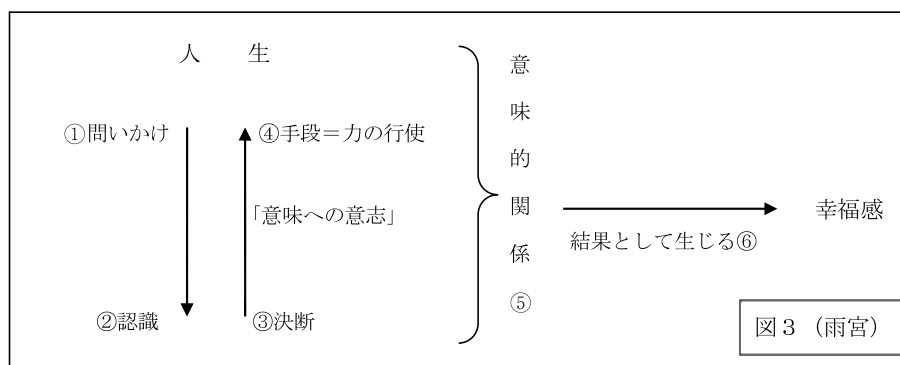 人 生
①問いかけ
④手段=力の行使
「意味への意志」
②認識
③決断
意味的関係⑤
結果として生じる⑥
幸福感
図3(雨宮)